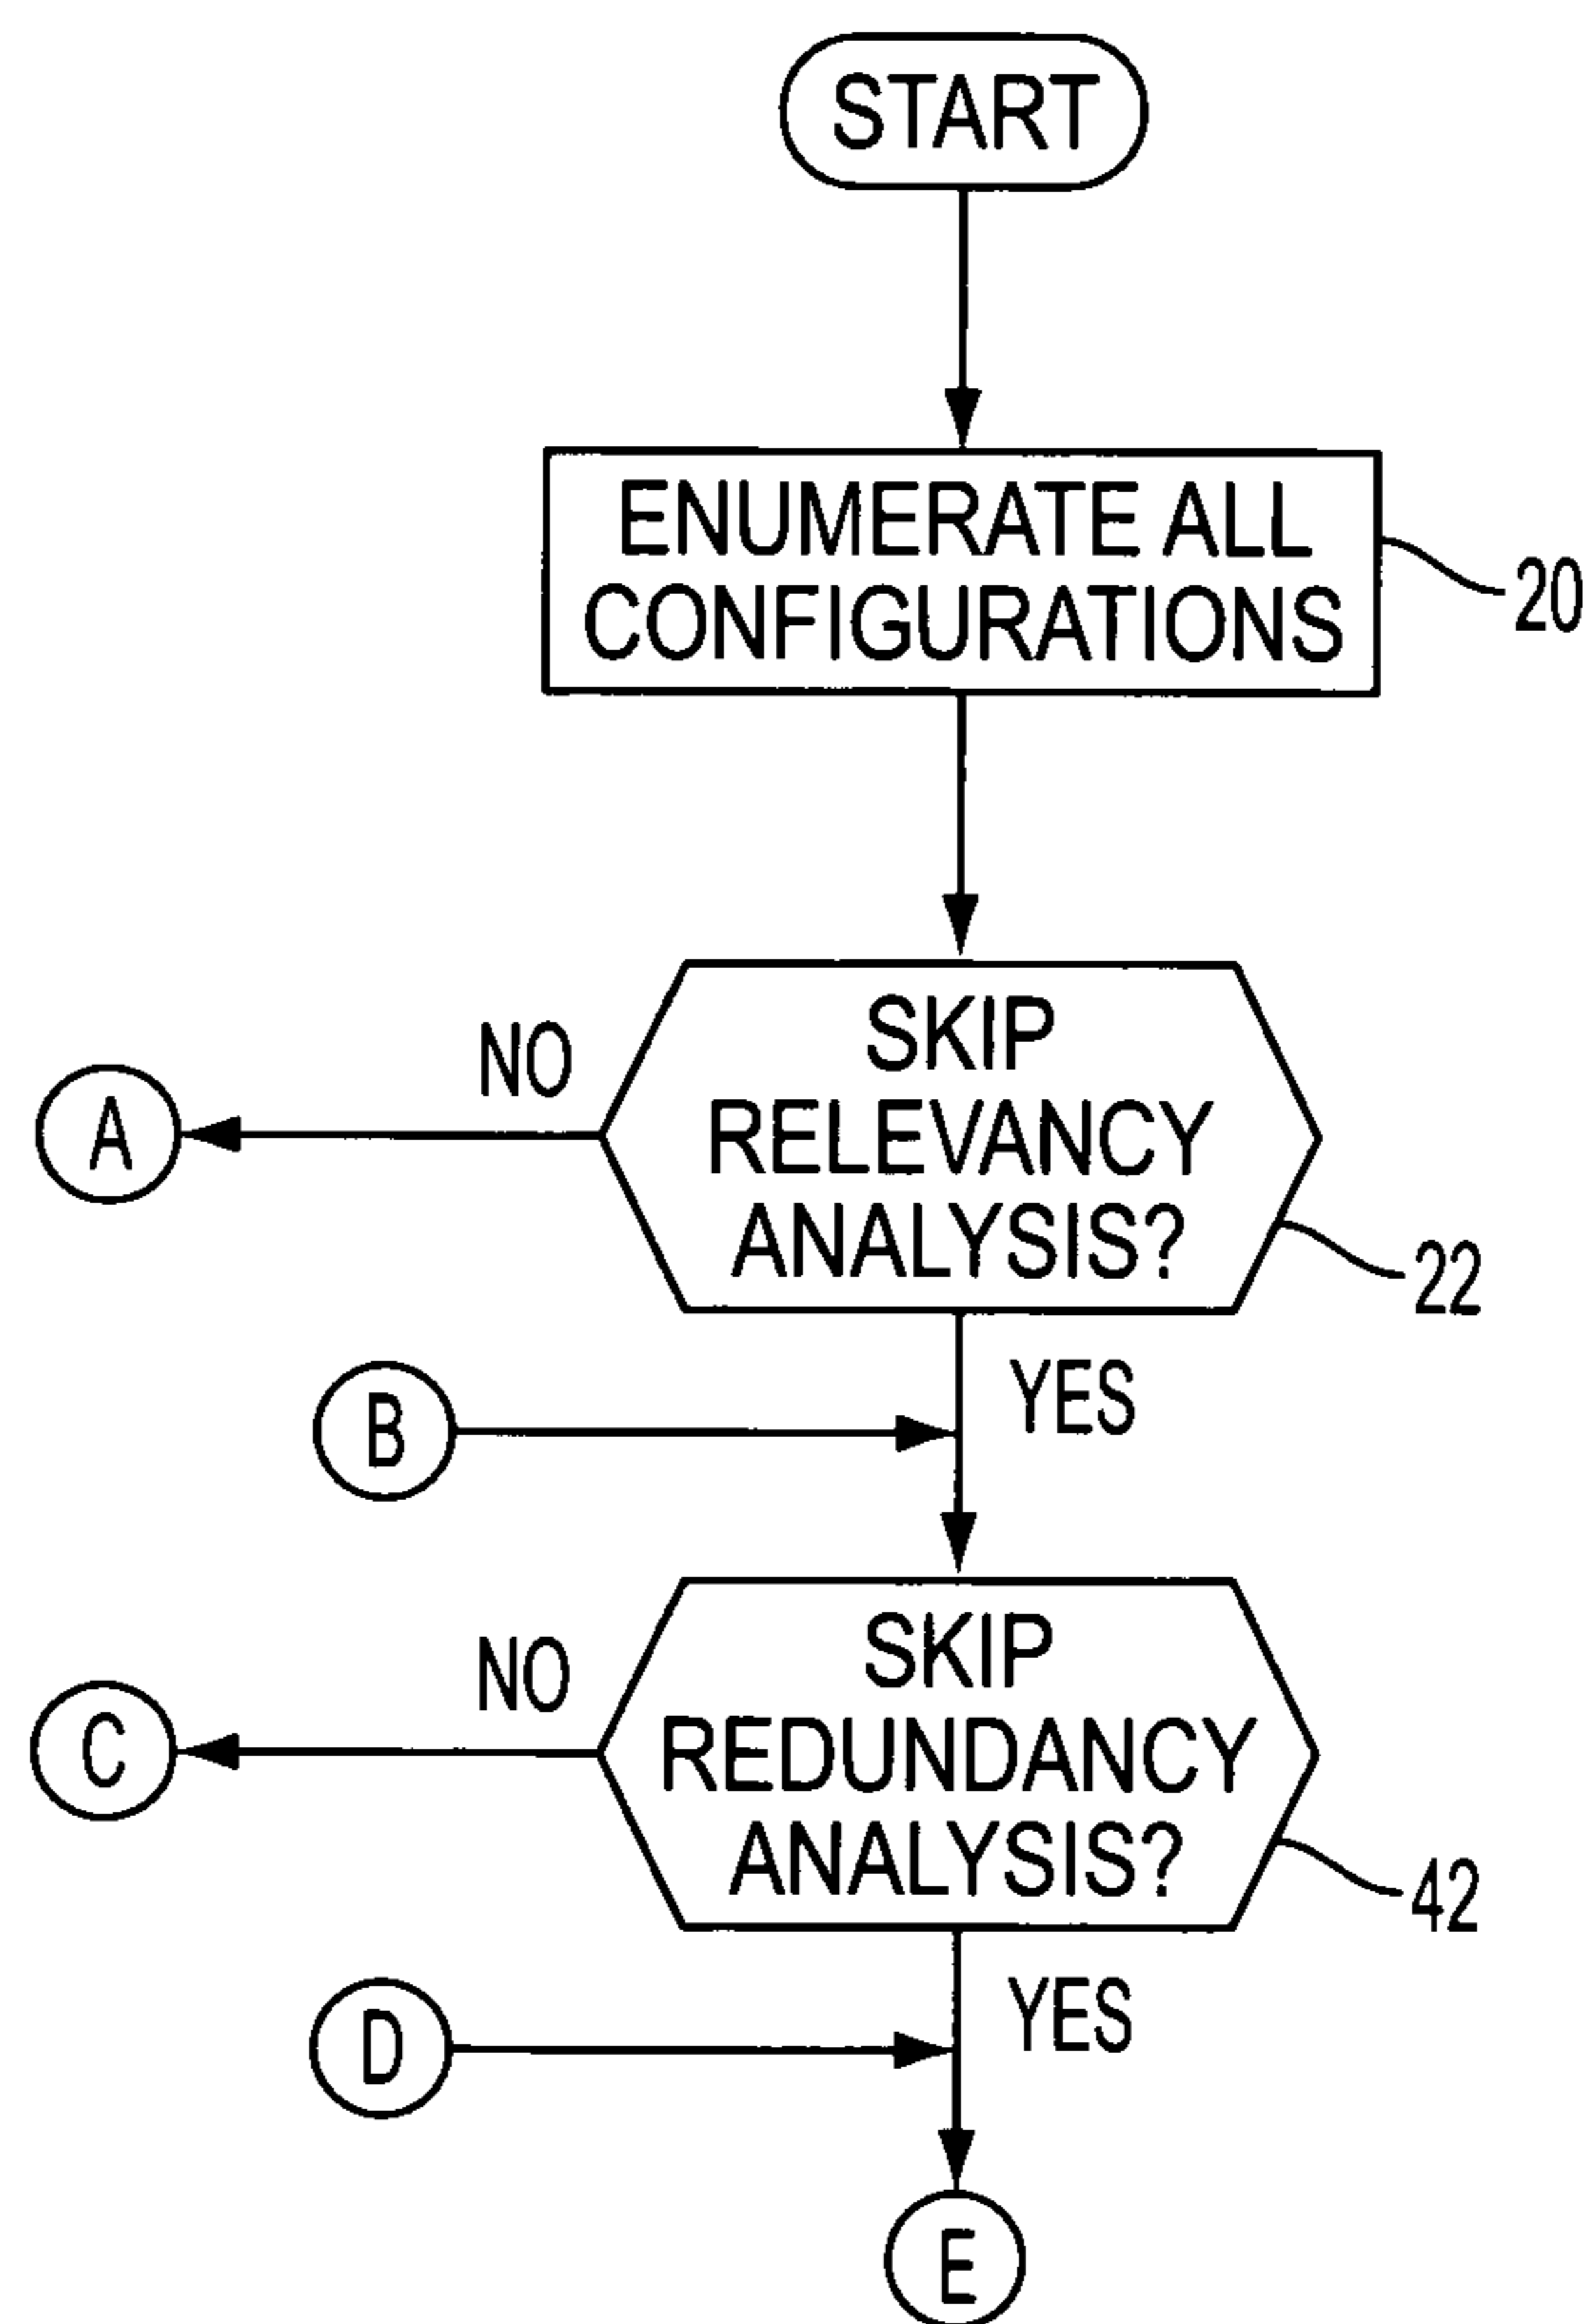 START
ENUMERATE ALL
CONFIGURATIONS
20
SKIP
RELEVANCY
ANALYSIS?
NO
A
22
YES
B
SKIP
REDUNDANCY
ANALYSIS?
NO
C
42
YES
D
E